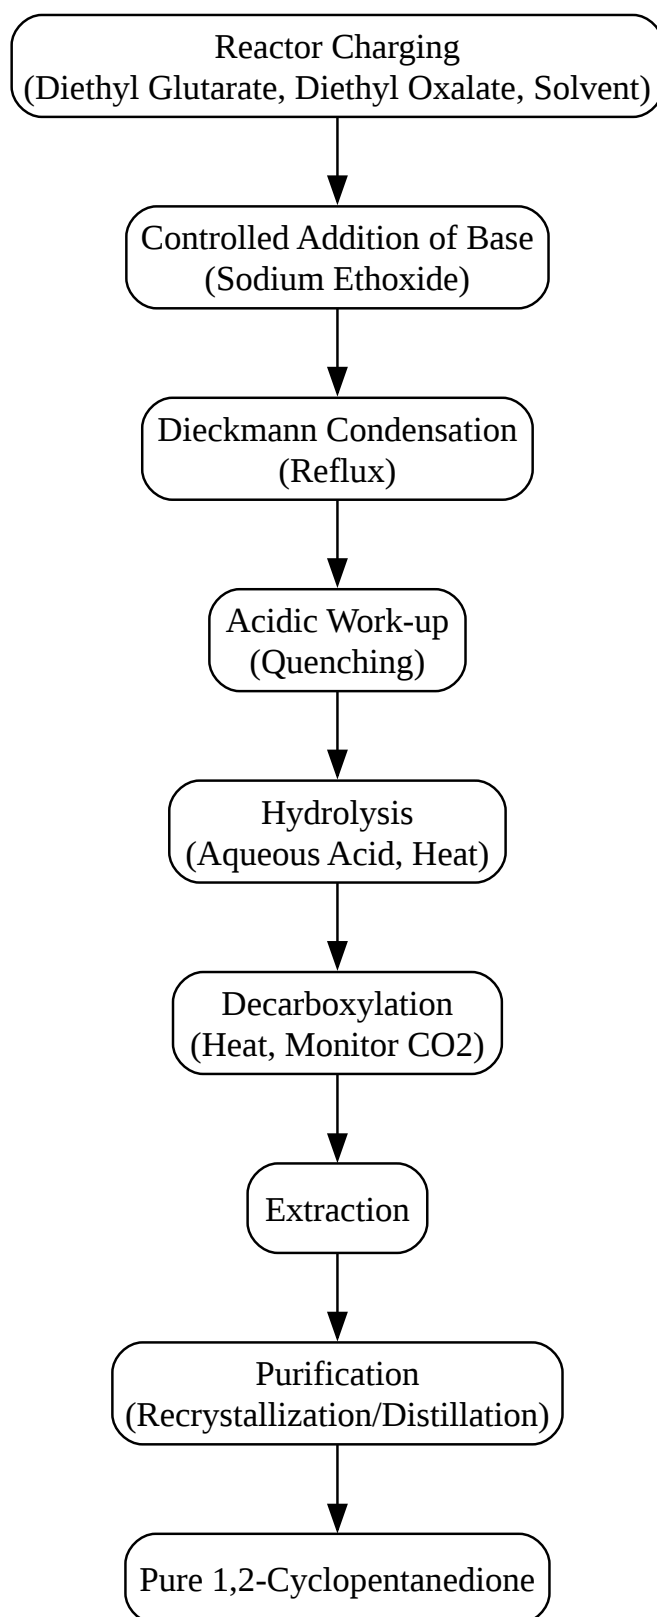 Reactor Charging
(Diethyl Glutarate, Diethyl Oxalate, Solvent)
Controlled Addition of Base
(Sodium Ethoxide)
Dieckmann Condensation
(Reflux)
Acidic Work-up
(Quenching)
Hydrolysis
(Aqueous Acid, Heat)
Decarboxylation
(Heat, Monitor CO2)
Extraction
Purification
(Recrystallization/Distillation)
Pure 1,2-Cyclopentanedione